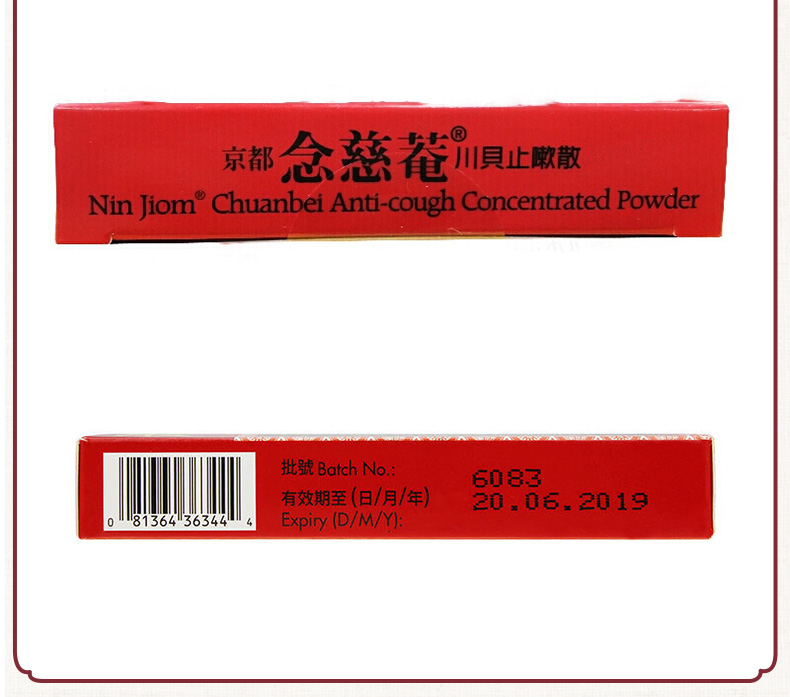 京都念慈菴®川貝止嗽散
Nin Jiom® Chuanbei Anti-cough Concentrated Powder
批號 Batch No.: 6083
有效期至(日/月/年) 20.06.2019
Expiry (D/M/Y):
0 81364 36344 4